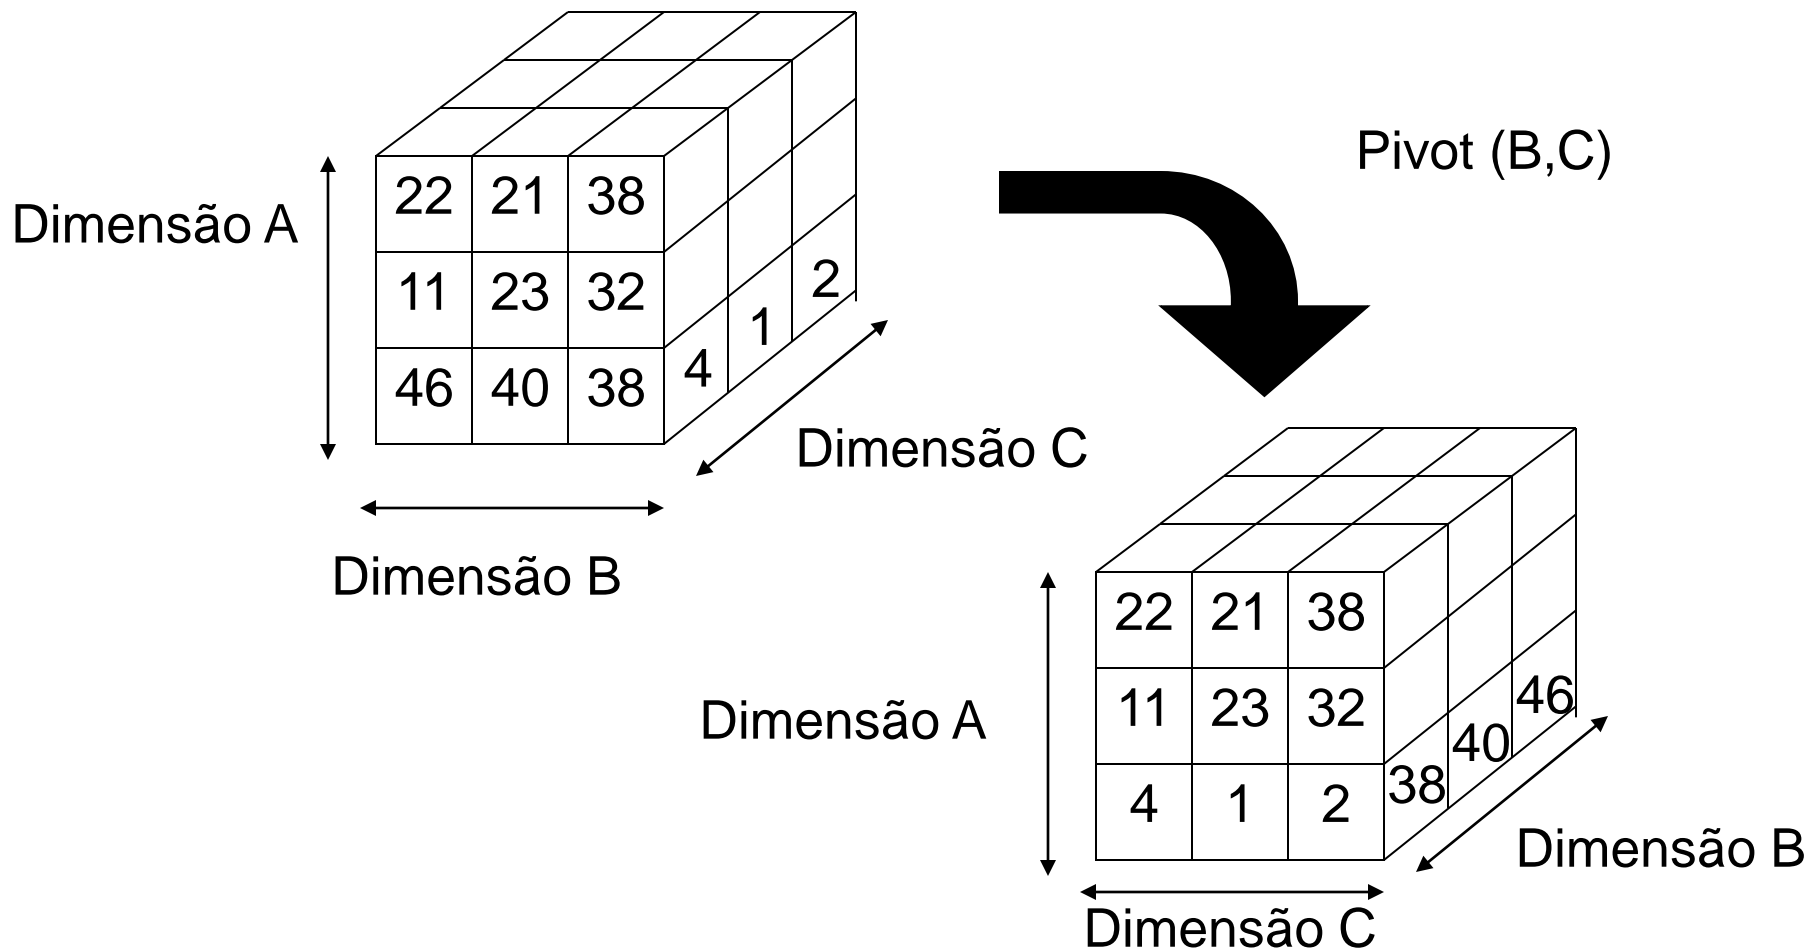 Pivot (B,C)
Dimensão A
22 21 38
11 23 32
46 40 38
4 1 2
Dimensão C
Dimensão B
22 21 38
11 23 32
4 1 2
38 40 46
Dimensão A
Dimensão B
Dimensão C